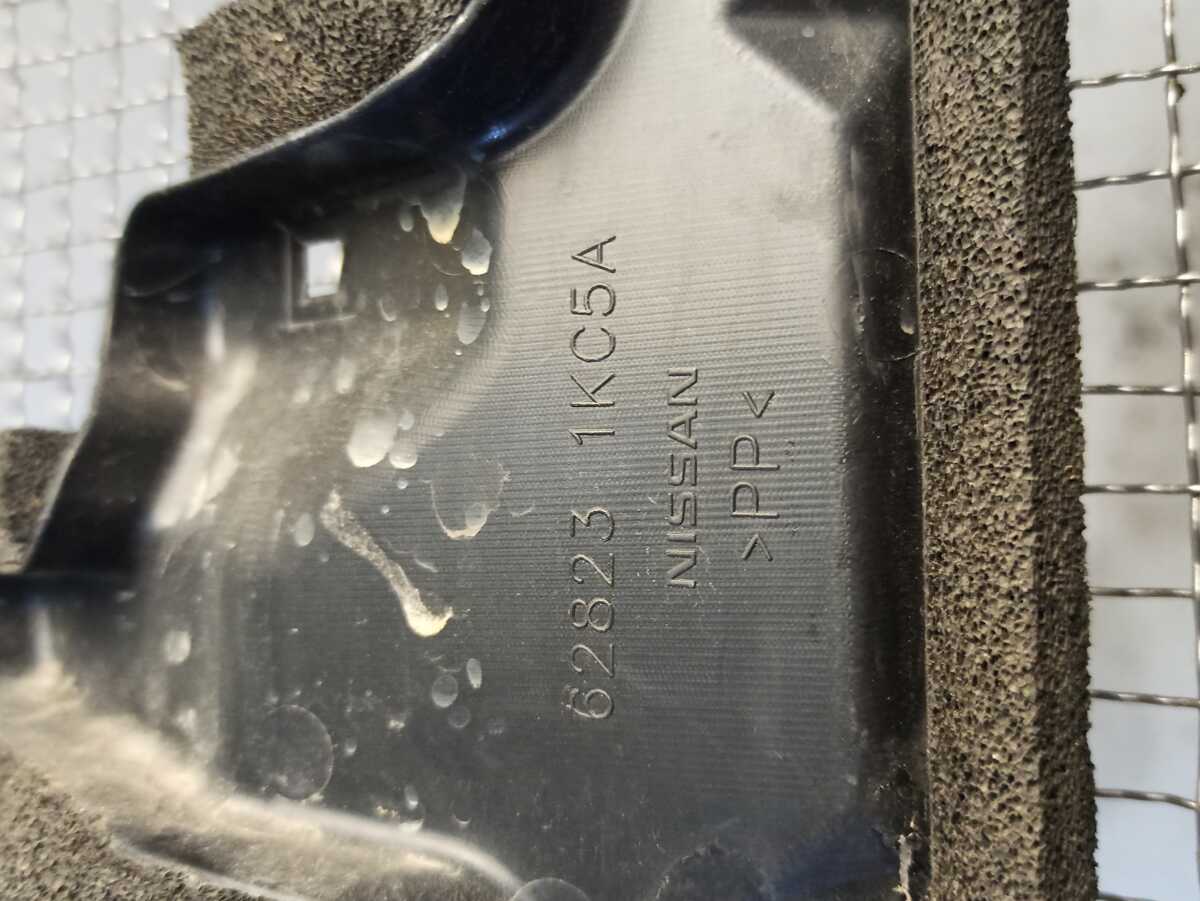 62823 1KC5A
NISSAN
>PP<